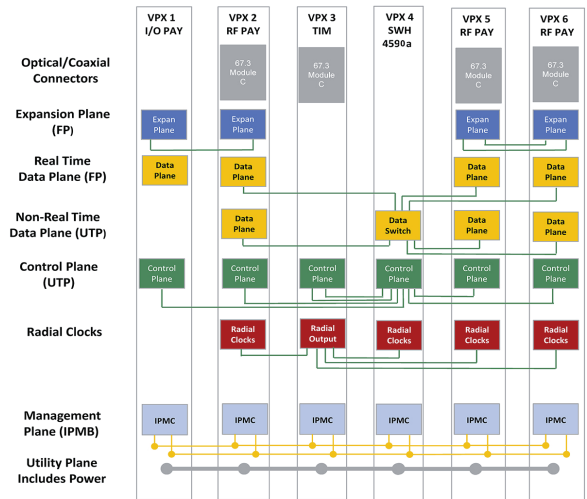 VPX 1
I/O PAY
VPX 2
RF PAY
VPX 3
TIM
VPX 4
SWH
4590a
VPX 5
RF PAY
VPX 6
RF PAY
Optical/Coaxial
Connectors
67.3
Module
C
67.3
Module
C
67.3
Module
C
67.3
Module
C
Expansion Plane
(FP)
Expan
Plane
Expan
Plane
Expan
Plane
Expan
Plane
Real Time
Data Plane (FP)
Data
Plane
Data
Plane
Data
Plane
Data
Plane
Non-Real Time
Data Plane (UTP)
Data
Plane
Data
Switch
Data
Plane
Data
Plane
Control Plane
(UTP)
Control
Plane
Control
Plane
Control
Plane
Control
Plane
Control
Plane
Control
Plane
Radial Clocks
Radial
Clocks
Radial
Output
Radial
Clocks
Radial
Clocks
Radial
Clocks
Management
Plane (IPMB)
IPMC
IPMC
IPMC
IPMC
IPMC
IPMC
Utility Plane
Includes Power